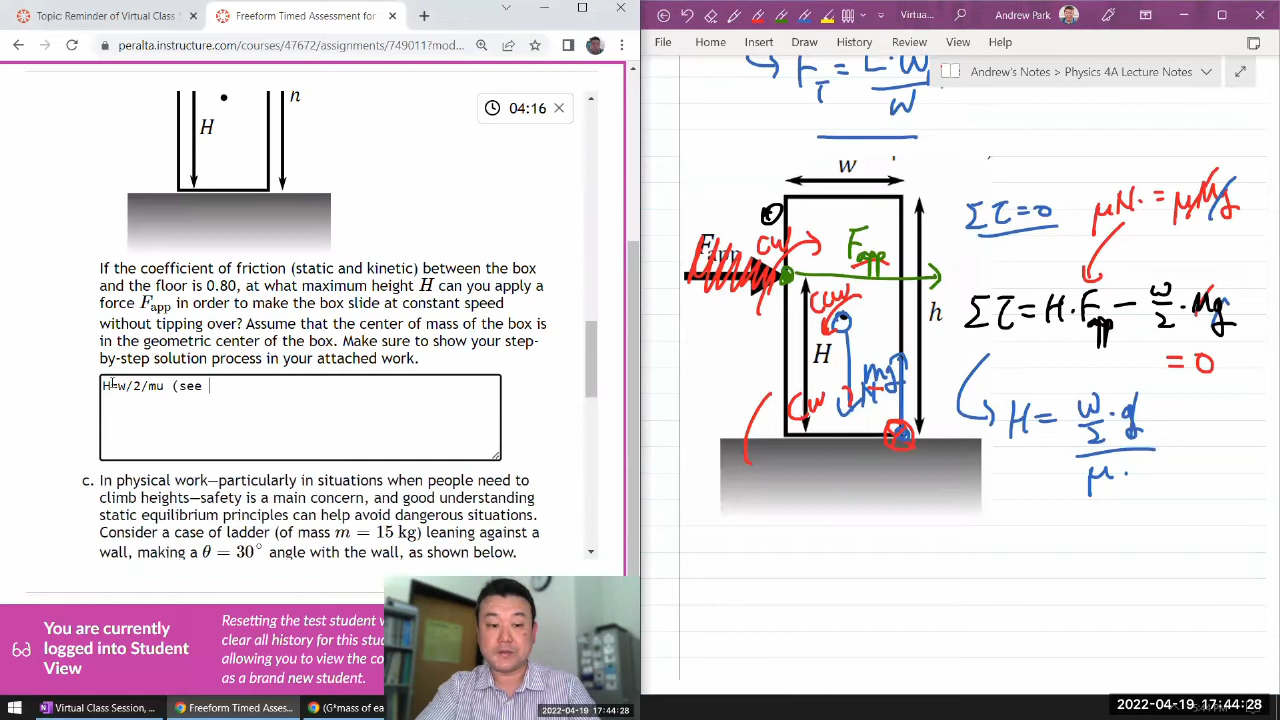 Topic Reminder of Virtual Class (
Freeform Timed Assessment for
peraltarinstructure.com/courses/47672/assignments/749011?mod...
04:16
h
H
If the coefficient of friction (static and kinetic) between the box
and the flour 0.80, at what maximum height H can you apply a
force F_app in order to make the box slide at constant speed
without tipping over? Assume that the center of mass of the box is
in the geometric center of the box. Make sure to show your step-
by-step solution process in your attached work.
H=w/2/mu (see
c. In physical work—particularly in situations when people need to
climb heights—safety is a main concern, and good understanding
static equilibrium principles can help avoid dangerous situations.
Consider a case of ladder (of mass m = 15 kg) leaning against a
wall, making a θ = 30° angle with the wall, as shown below.
You are currently
logged into Student
View
Resetting the test student
clear all history for this stu
allowing you to view the co
as a brand new student.
Virtual Class Session, ...
Freeform Timed Asses...
(G*mass of ea
2022-04-19 17:44:28
Virtua...
Andrew Park
File Home Insert Draw History Review View Help
Andrew's Notes > Physics 4A Lecture Notes
F_T = L·W / W
w
F_app
cw
F_app
ccw
h
H
mg
cw
Στ=0
μN. = μMg
Στ = H·F_app − w/2·Mg
= 0
H = w/2·g / μ·
2022-04-19 17:44:28